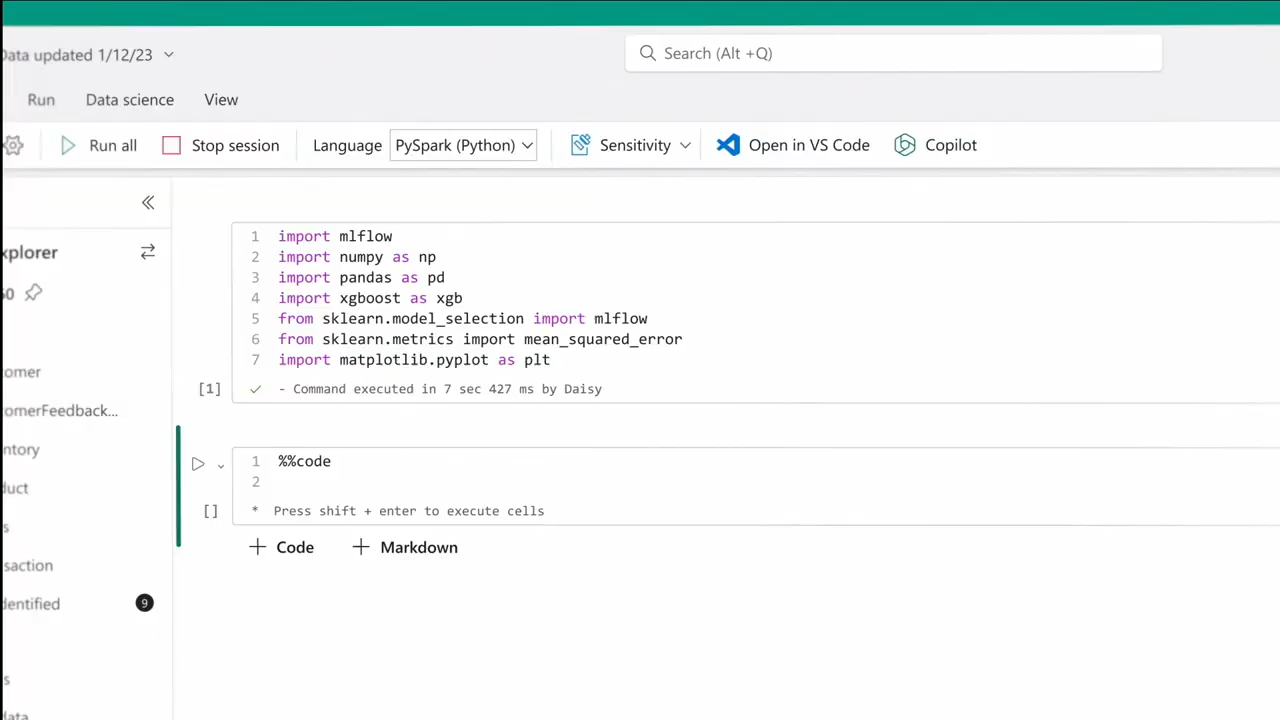 Data updated 1/12/23
Search (Alt +Q)
Run Data science View
Run all Stop session Language PySpark (Python) Sensitivity Open in VS Code Copilot
xplorer
60
1 import mlflow
2 import numpy as np
3 import pandas as pd
4 import xgboost as xgb
5 from sklearn.model_selection import mlflow
6 from sklearn.metrics import mean_squared_error
7 import matplotlib.pyplot as plt
[1] - Command executed in 7 sec 427 ms by Daisy
omer
omerFeedback...
ntory
duct
s
saction
dentified 9
s
data
1 %%code
2
[] * Press shift + enter to execute cells
Code Markdown